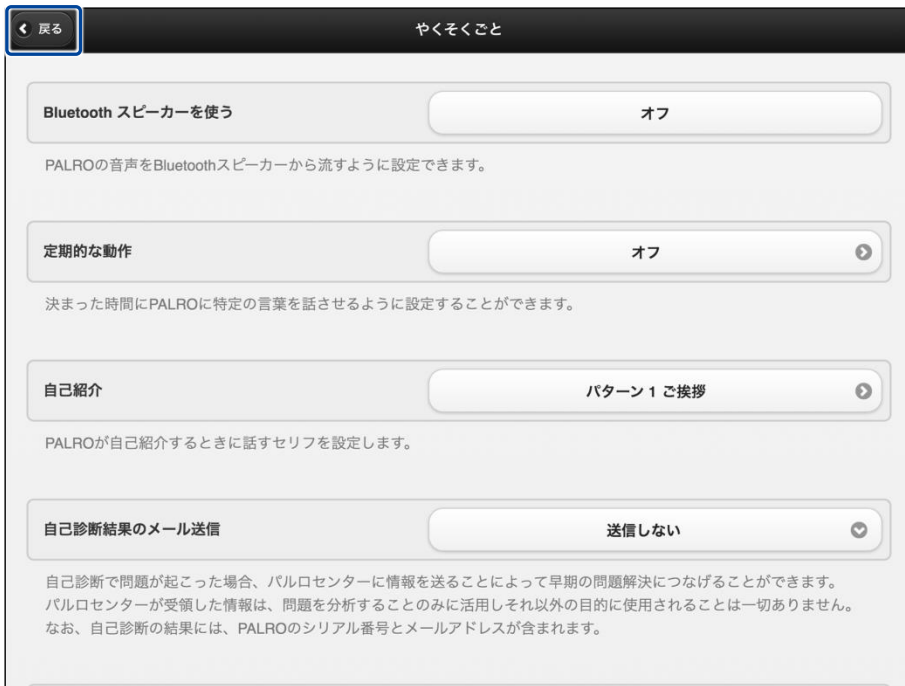 戻る
やくそくごと
Bluetooth スピーカーを使う
オフ
PALROの音声をBluetoothスピーカーから流すように設定できます。
定期的な動作
オフ
決まった時間にPALROに特定の言葉を話させるように設定することができます。
自己紹介
パターン 1 ご挨拶
PALROが自己紹介するときに話すセリフを設定します。
自己診断結果のメール送信
送信しない
自己診断で問題が起こった場合、パルロセンターに情報を送ることによって早期の問題解決につなげることができます。
パルロセンターが受領した情報は、問題を分析することのみに活用しそれ以外の目的に使用されることは一切ありません。
なお、自己診断の結果には、PALROのシリアル番号とメールアドレスが含まれます。